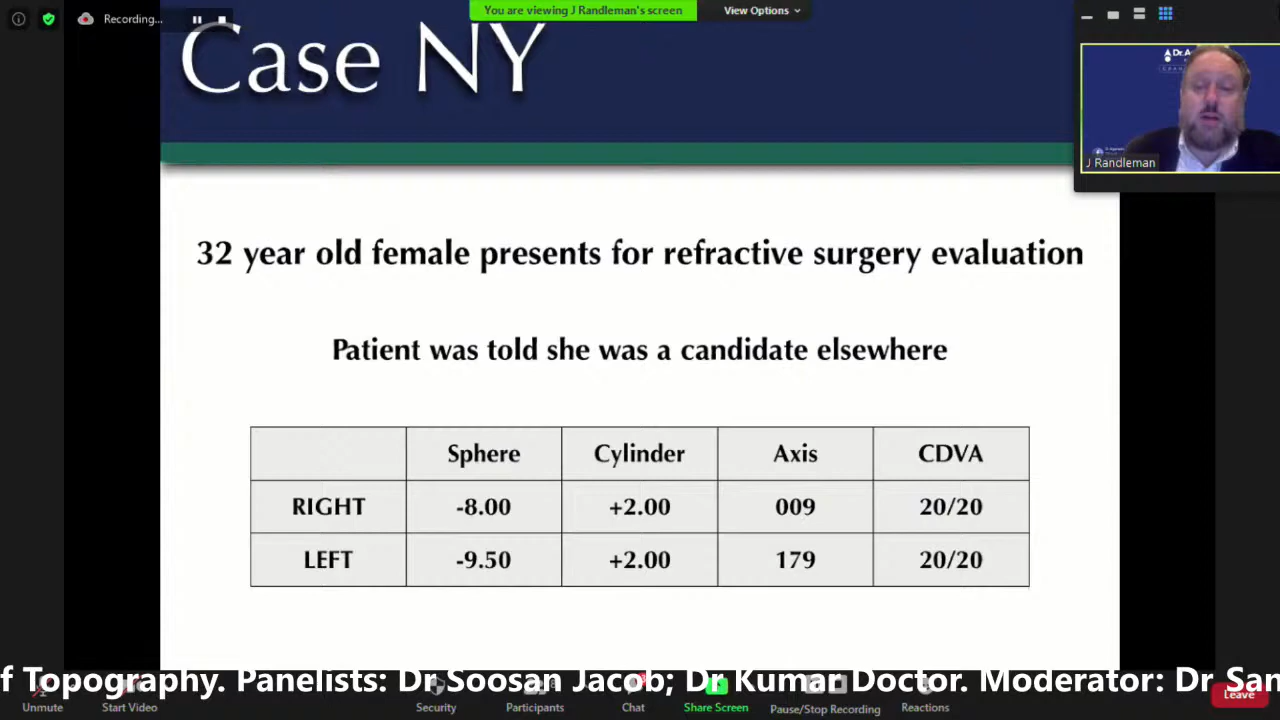 Recording...
You are viewing J Randleman's screen
View Options
Case NY
Dr.A
J Randleman
32 year old female presents for refractive surgery evaluation
Patient was told she was a candidate elsewhere
Sphere Cylinder Axis CDVA
RIGHT -8.00 +2.00 009 20/20
LEFT -9.50 +2.00 179 20/20
f Topography. Panelists: Dr Soosan Jacob; Dr Kumar Doctor. Moderator: Dr San
Unmute Start Video Security Participants Chat Share Screen Pause/Stop Recording Reactions Leave